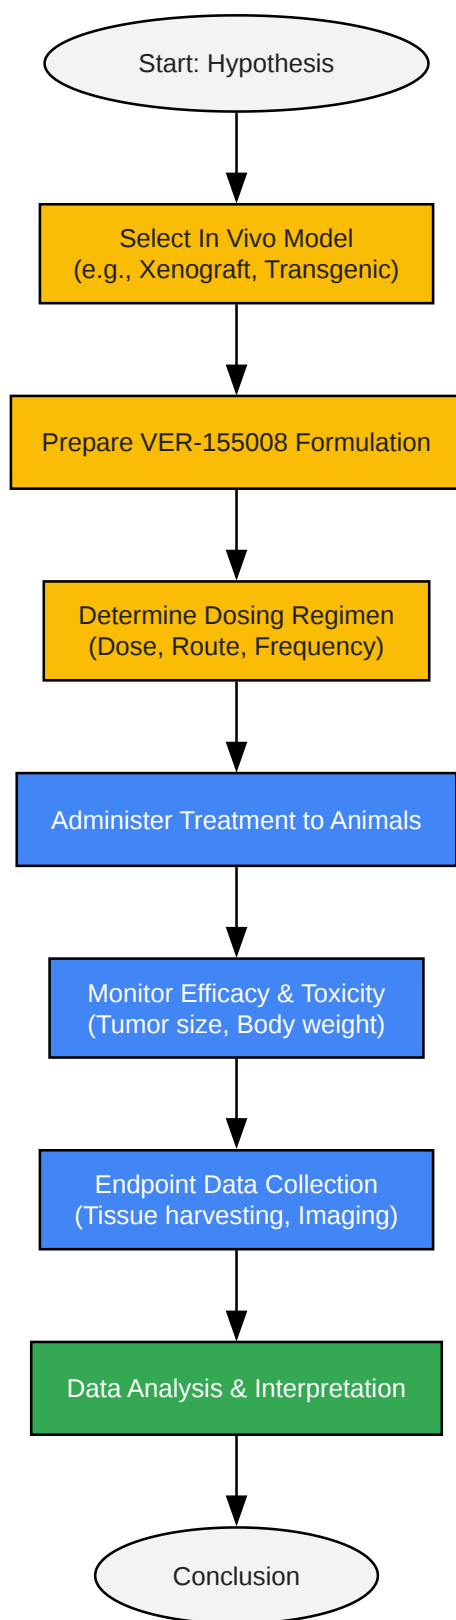 Start: Hypothesis
Select In Vivo Model
(e.g., Xenograft, Transgenic)
Prepare VER-155008 Formulation
Determine Dosing Regimen
(Dose, Route, Frequency)
Administer Treatment to Animals
Monitor Efficacy & Toxicity
(Tumor size, Body weight)
Endpoint Data Collection
(Tissue harvesting, Imaging)
Data Analysis & Interpretation
Conclusion